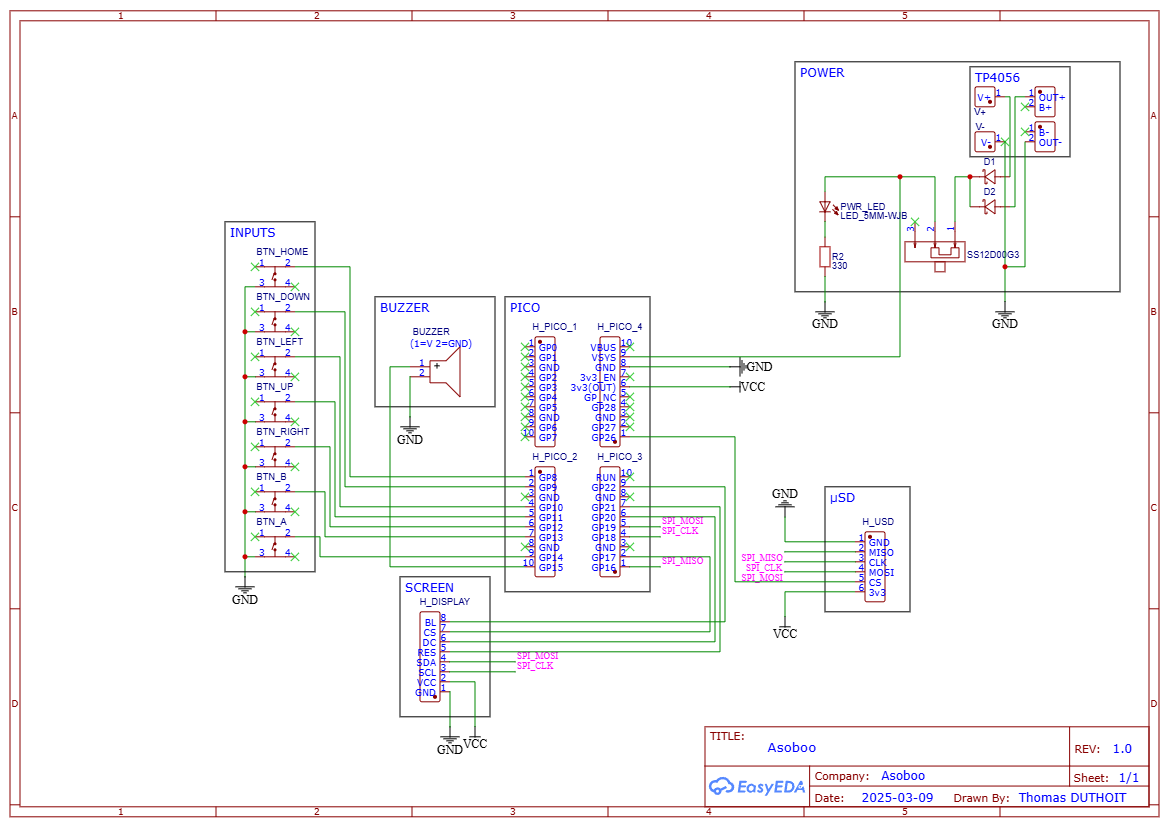 1 2 3 4 5
A A
B B
C C
D D
1 2 3 4 5
POWER
TP4056
V+ 1
V+
V-
V- 1
1 OUT+
2 B+
1 B-
2 OUT-
D1
D2
PWR_LED
LED_5MM-WJB
R2
330
3 2 1
SS12D00G3
GND
GND
INPUTS
BTN_HOME
1 2
3 4
BTN_DOWN
1 2
3 4
BTN_LEFT
1 2
3 4
BTN_UP
1 2
3 4
BTN_RIGHT
1 2
3 4
BTN_B
1 2
3 4
BTN_A
1 2
3 4
GND
BUZZER
BUZZER
(1=V 2=GND)
1 +
2
GND
PICO
H_PICO_1
1 GP0
2 GP1
3 GND
4 GP2
5 GP3
6 GP4
7 GP5
8 GND
9 GP6
10 GP7
H_PICO_4
VBUS 10
VSYS 9
GND 8
3v3_EN 7
3v3(OUT) 6
GP_NC 5
GP28 4
GND 3
GP27 2
GP26 1
GND
VCC
H_PICO_2
1 GP8
2 GP9
3 GND
4 GP10
5 GP11
6 GP12
7 GP13
8 GND
9 GP14
10 GP15
H_PICO_3
RUN 10
GP22 9
GND 8
GP21 7
GP20 6
GP19 5 SPI_MOSI
GP18 4 SPI_CLK
GND 3
GP17 2
GP16 1 SPI_MISO
SCREEN
H_DISPLAY
BL 8
CS 7
DC 6
RES 5
SDA 4 SPI_MOSI
SCL 3 SPI_CLK
VCC 2
GND 1
GND VCC
GND
µSD
H_USD
1 GND
2 MISO
SPI_MISO 3 CLK
SPI_CLK 4 MOSI
SPI_MOSI 5 CS
6 3v3
VCC
TITLE:
Asoboo
REV: 1.0
EasyEDA
Company: Asoboo
Sheet: 1/1
Date: 2025-03-09 Drawn By: Thomas DUTHOIT